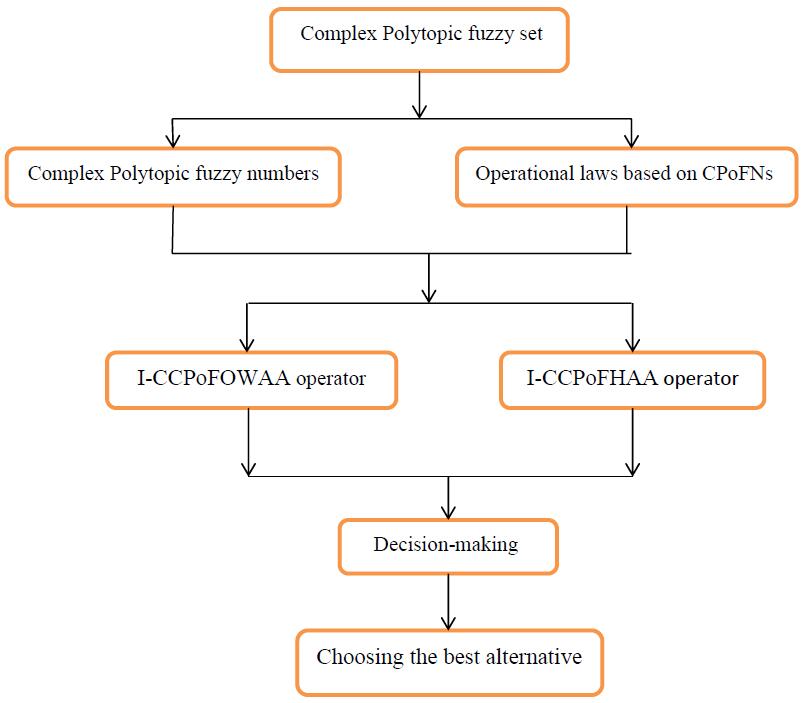 Complex Polytopic fuzzy set
Complex Polytopic fuzzy numbers
Operational laws based on CPoFNs
I-CCPoFOWAA operator
I-CCPoFHAA operator
Decision-making
Choosing the best alternative